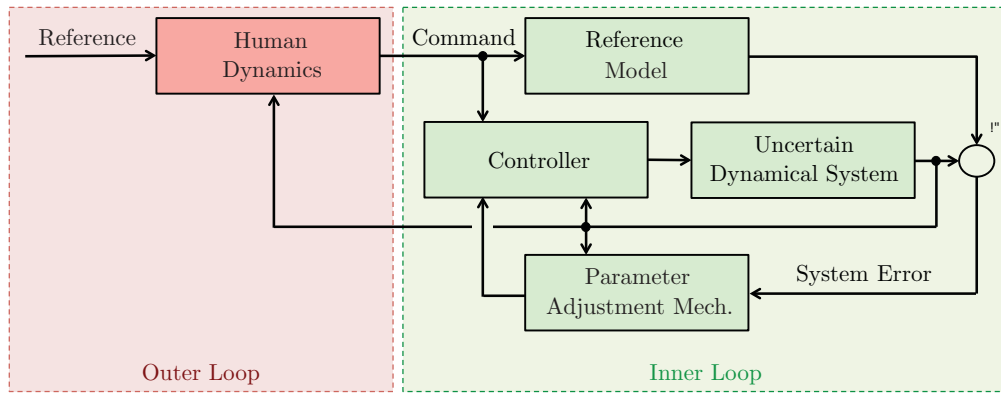 Reference
Human
Dynamics
Command
Reference
Model
!"
Controller
Uncertain
Dynamical System
Parameter
Adjustment Mech.
System Error
Outer Loop
Inner Loop